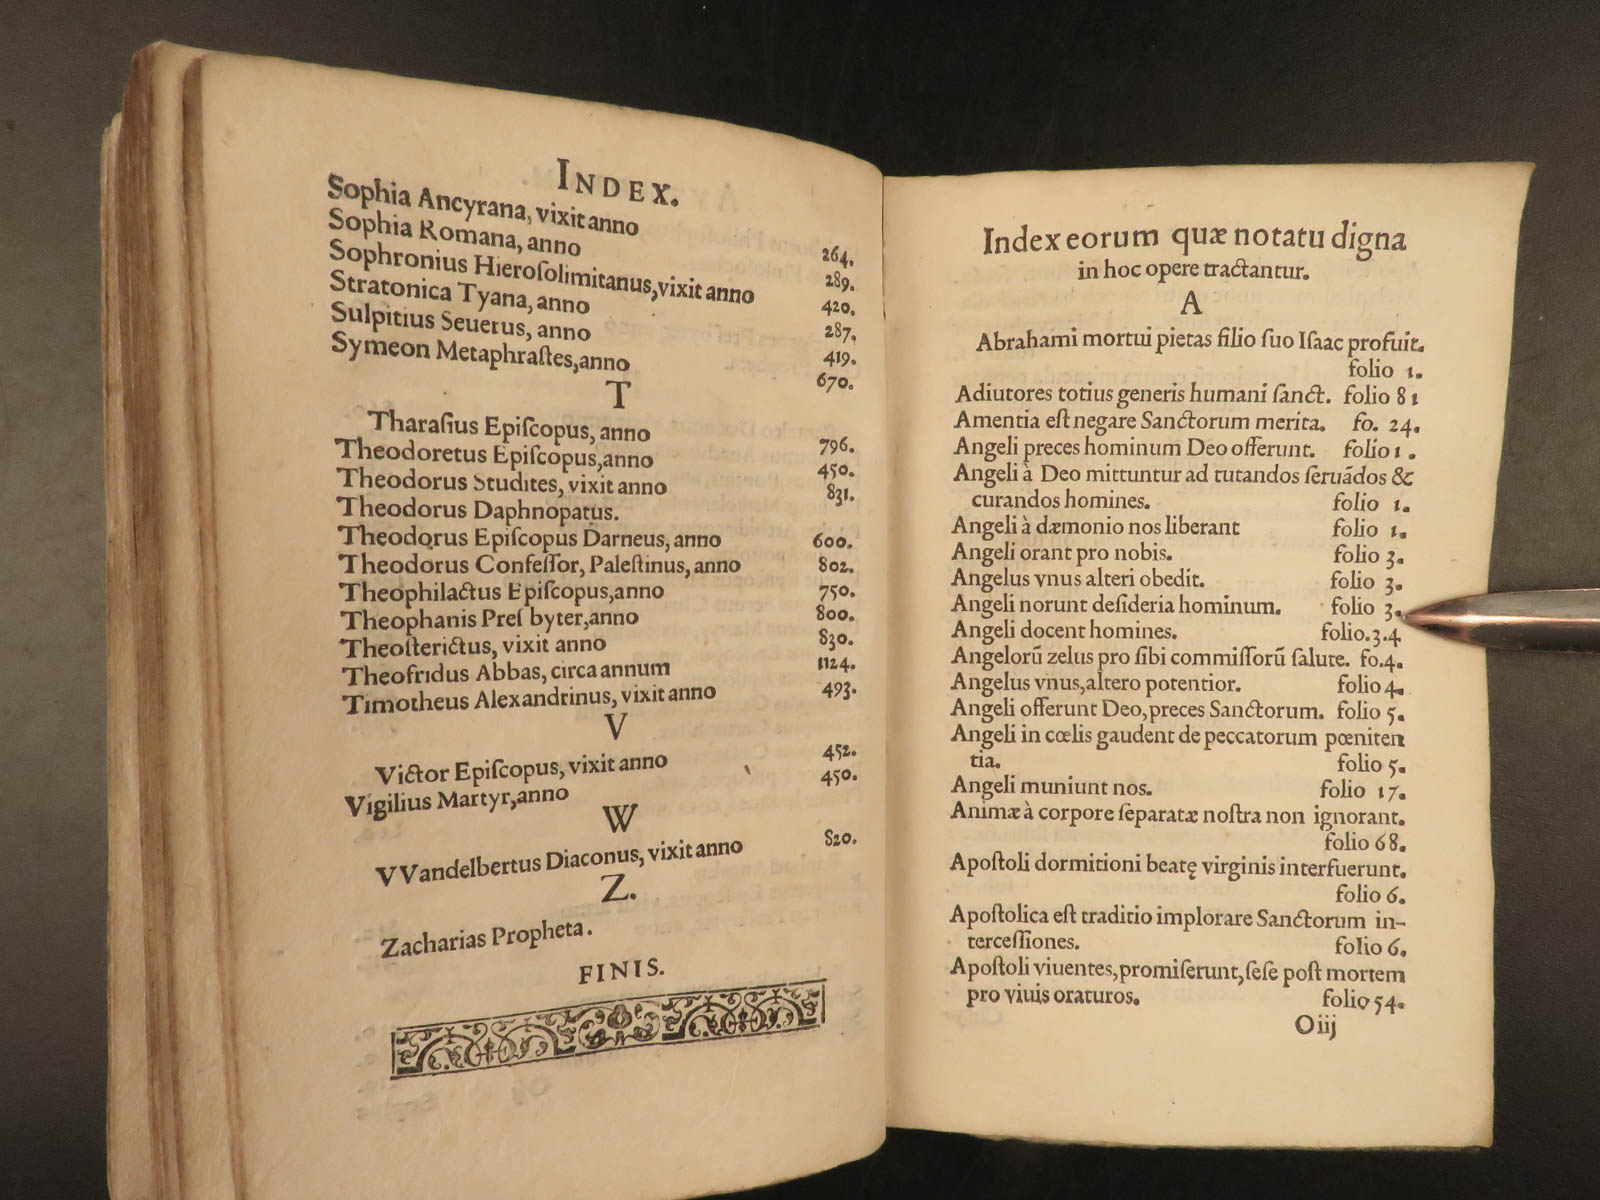 INDEX.
Sophia Ancyrana, vixit anno 264.
Sophia Romana, anno 289.
Sophronius Hieroſolimitanus, vixit anno 420.
Stratonica Tyana, anno 287.
Sulpitius Seuerus, anno 419.
Symeon Metaphraſtes, anno 670.
T
Tharaſius Epiſcopus, anno 796.
Theodoretus Epiſcopus, anno 450.
Theodorus Studites, vixit anno 831.
Theodorus Daphnopatus.
Theodorus Epiſcopus Darneus, anno 600.
Theodorus Confeſſor, Paleſtinus, anno 802.
Theophilactus Epiſcopus, anno 750.
Theophanis Preſbyter, anno 800.
Theoſterictus, vixit anno 830.
Theofridus Abbas, circa annum 1124.
Timotheus Alexandrinus, vixit anno 493.
V
Victor Epiſcopus, vixit anno 452.
Vigilius Martyr, anno 450.
W
VVandelbertus Diaconus, vixit anno 820.
Z.
Zacharias Propheta.
FINIS.
Index eorum quæ notatu digna
in hoc opere tractantur.
A
Abrahami mortui pietas filio ſuo Iſaac profuit.
folio 1.
Adiutores totius generis humani ſanct. folio 81
Amentia eſt negare Sanctorum merita. fo. 24.
Angeli preces hominum Deo offerunt. folio 1.
Angeli à Deo mittuntur ad tutandos ſeruãdos &
curandos homines. folio 1.
Angeli à dæmonio nos liberant folio 1.
Angeli orant pro nobis. folio 3.
Angelus vnus alteri obedit. folio 3.
Angeli norunt deſideria hominum. folio 3.
Angeli docent homines. folio.3.4
Angelorũ zelus pro ſibi commiſſorũ ſalute. fo.4.
Angelus vnus, altero potentior. folio 4.
Angeli offerunt Deo, preces Sanctorum. folio 5.
Angeli in cœlis gaudent de peccatorum pœniten
tia. folio 5.
Angeli muniunt nos. folio 17.
Animæ à corpore ſeparatæ noſtra non ignorant.
folio 68.
Apoſtoli dormitioni beatę virginis interfuerunt.
folio 6.
Apoſtolica eſt traditio implorare Sanctorum in-
terceſſiones. folio 6.
Apoſtoli viuentes, promiſerunt, ſeſe poſt mortem
pro viuis oraturos. folio 54.
Oiij